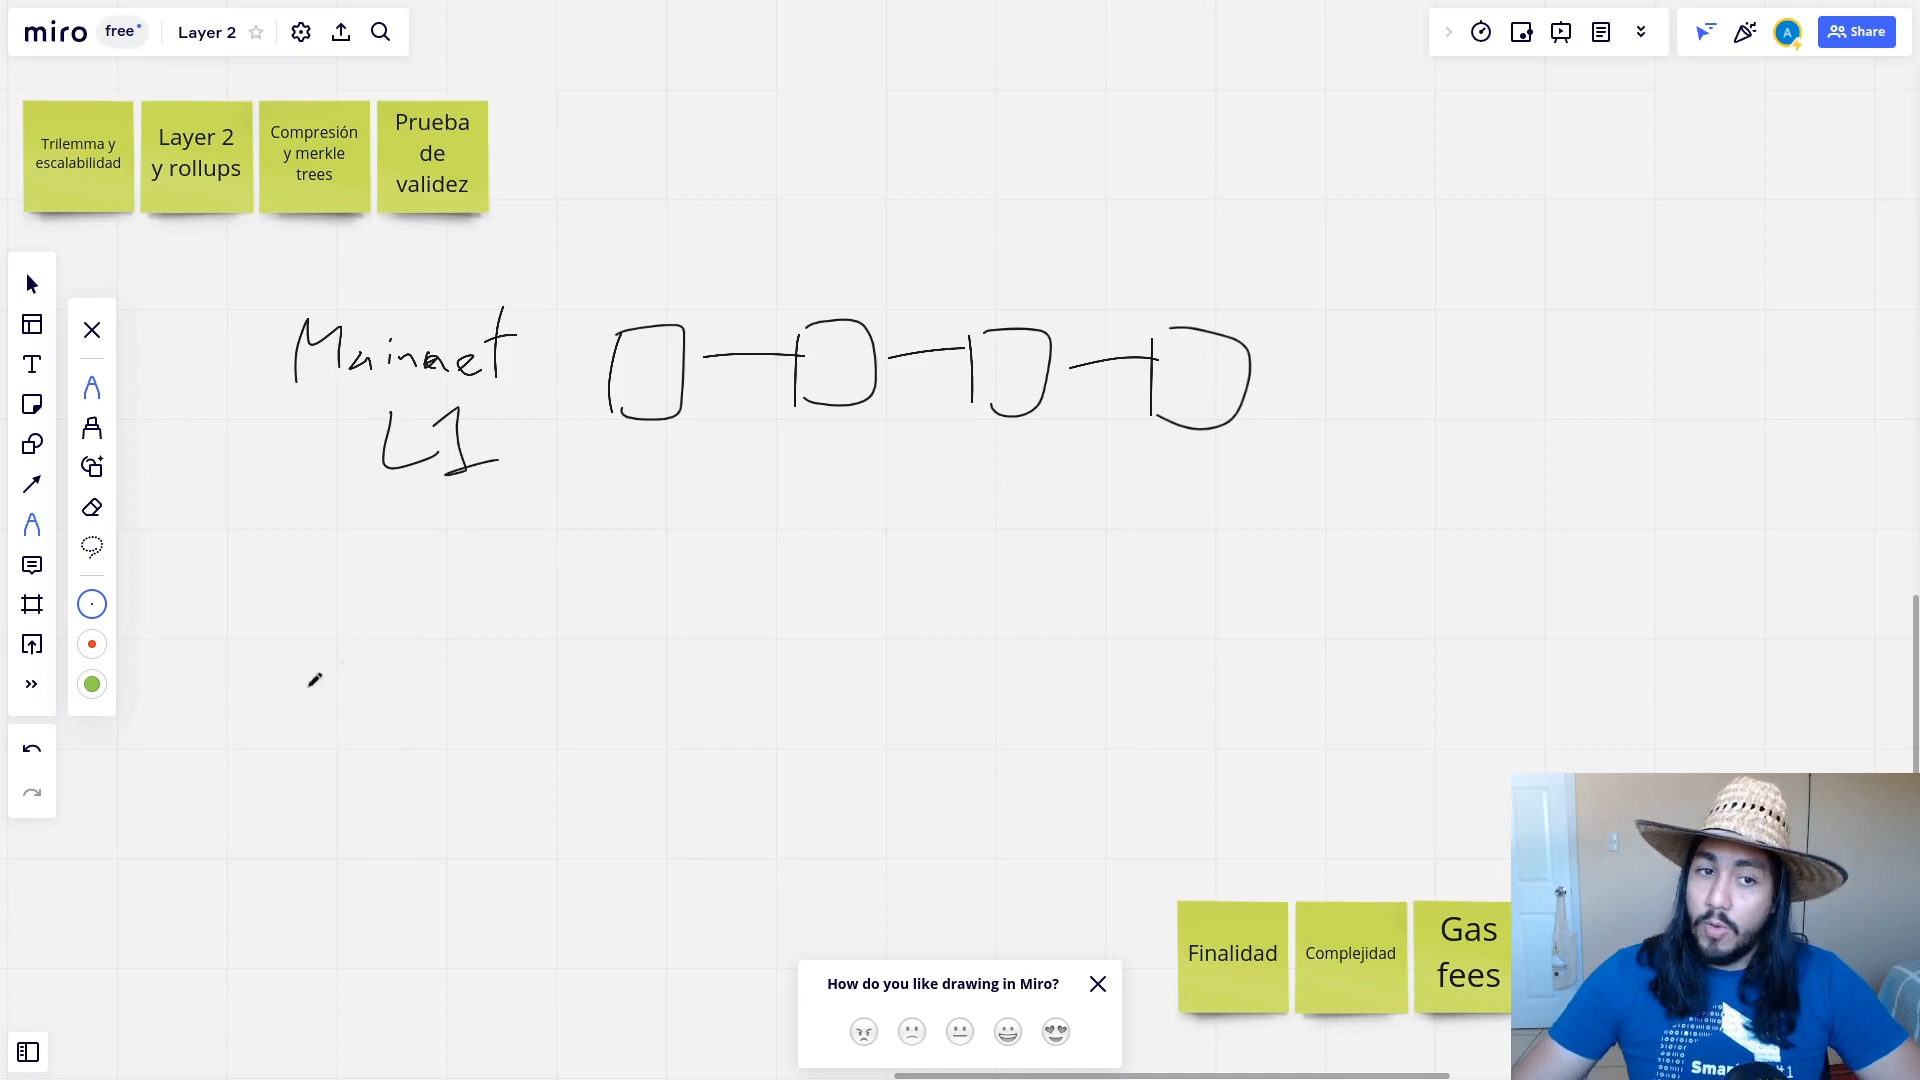 miro free Layer 2 Share
Trilemma y
escalabilidad
Layer 2
y rollups
Compresión
y merkle
trees
Prueba
de
validez
Mainnet
L1
Finalidad
Complejidad
Gas
fees
How do you like drawing in Miro?
A